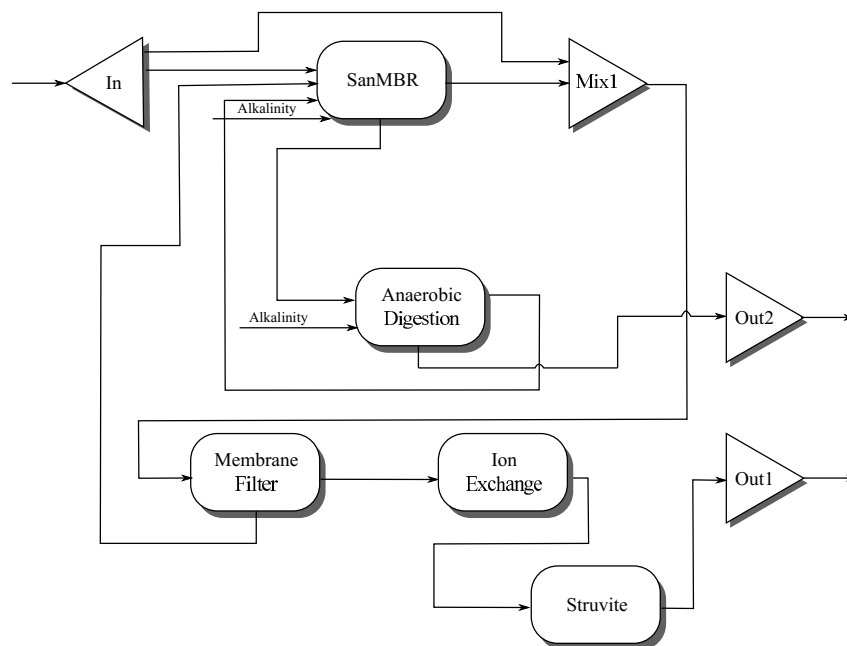 In
SanMBR
Mix1
Alkalinity
Anaerobic
Digestion
Alkalinity
Out2
Membrane
Filter
Ion
Exchange
Out1
Struvite